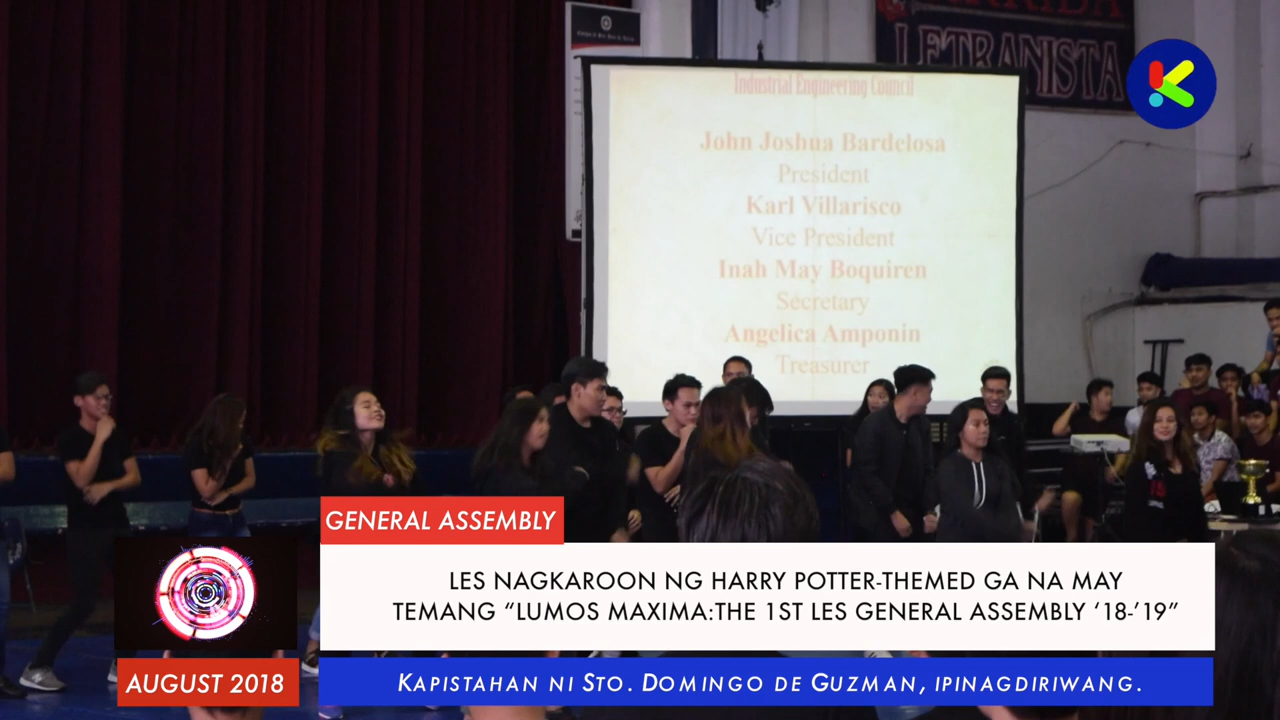 RRIDA
LETRANISTA
Industrial Engineering Council
John Joshua Bardelosa
President
Karl Villarisco
Vice President
Inah May Boquiren
Secretary
Angelica Amponin
Treasurer
GENERAL ASSEMBLY
LES NAGKAROON NG HARRY POTTER-THEMED GA NA MAY
TEMANG “LUMOS MAXIMA:THE 1ST LES GENERAL ASSEMBLY ‘18-’19”
AUGUST 2018
KAPISTAHAN NI STO. DOMINGO DE GUZMAN, IPINAGDIRIWANG.